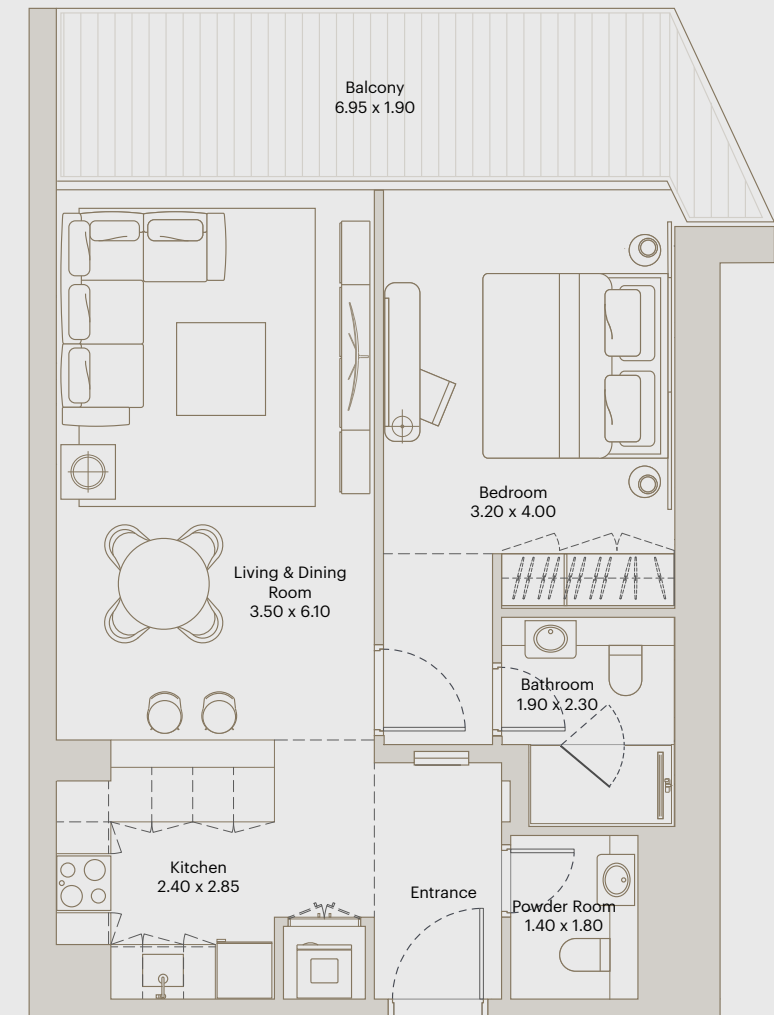 Balcony
6.95 x 1.90
Bedroom
3.20 x 4.00
Living & Dining
Room
3.50 x 6.10
Bathroom
1.90 x 2.30
Kitchen
2.40 x 2.85
Entrance
Powder Room
1.40 x 1.80